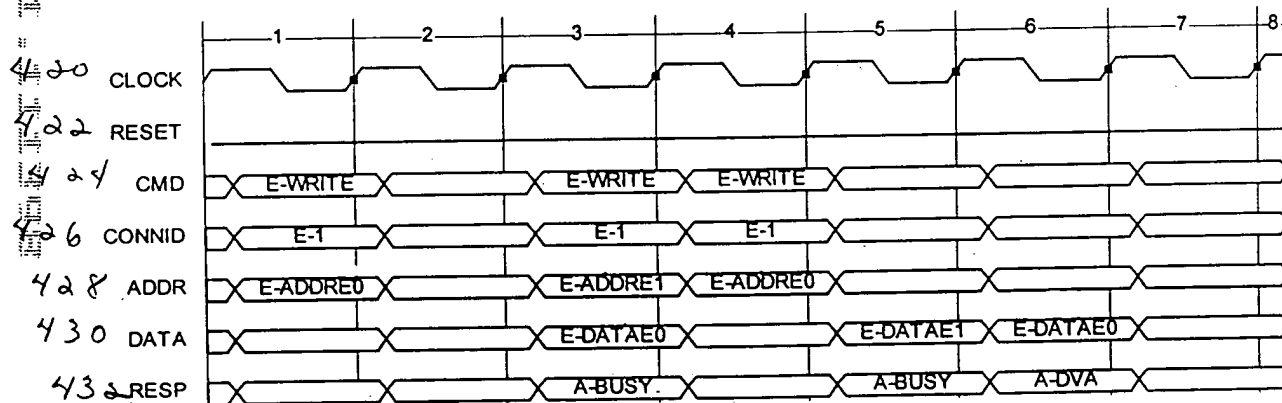 1 2 3 4 5 6 7 8
420 CLOCK
422 RESET
424 CMD E-WRITE E-WRITE E-WRITE
426 CONNID E-1 E-1 E-1
428 ADDR E-ADDRE0 E-ADDRE1 E-ADDRE0
430 DATA E-DATAE0 E-DATAE1 E-DATAE0
432 RESP A-BUSY. A-BUSY A-DVA